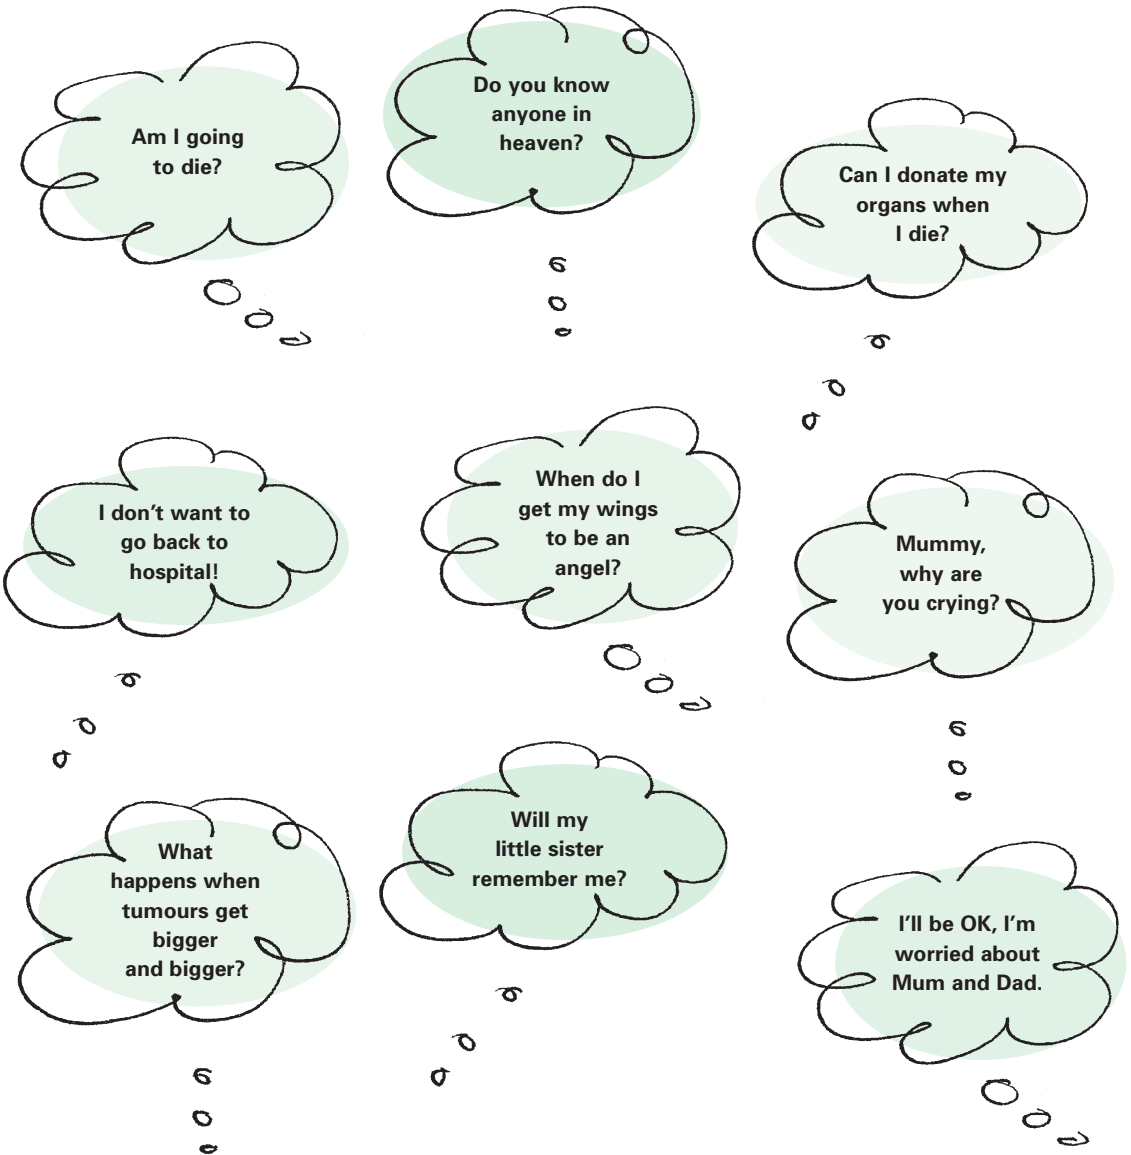 Am I going
to die?
Do you know
anyone in
heaven?
Can I donate my
organs when
I die?
I don't want to
go back to
hospital!
When do I
get my wings
to be an
angel?
Mummy,
why are
you crying?
What
happens when
tumours get
bigger
and bigger?
Will my
little sister
remember me?
I'll be OK, I'm
worried about
Mum and Dad.